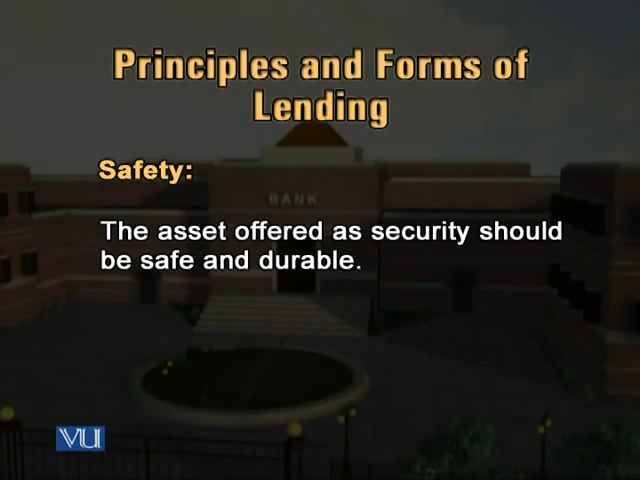 Principles and Forms of
Lending
Safety:
BANK
The asset offered as security should
be safe and durable.
VU